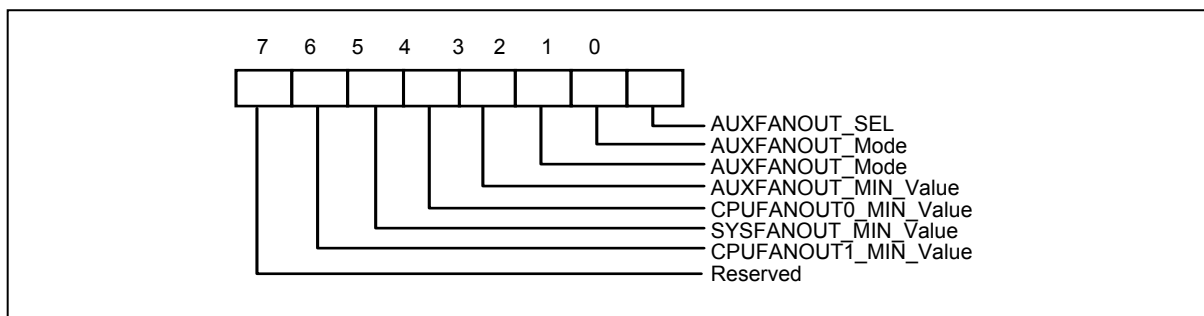 7 6 5 4 3 2 1 0
AUXFANOUT_SEL
AUXFANOUT_Mode
AUXFANOUT_Mode
AUXFANOUT_MIN_Value
CPUFANOUT0_MIN_Value
SYSFANOUT_MIN_Value
CPUFANOUT1_MIN_Value
Reserved